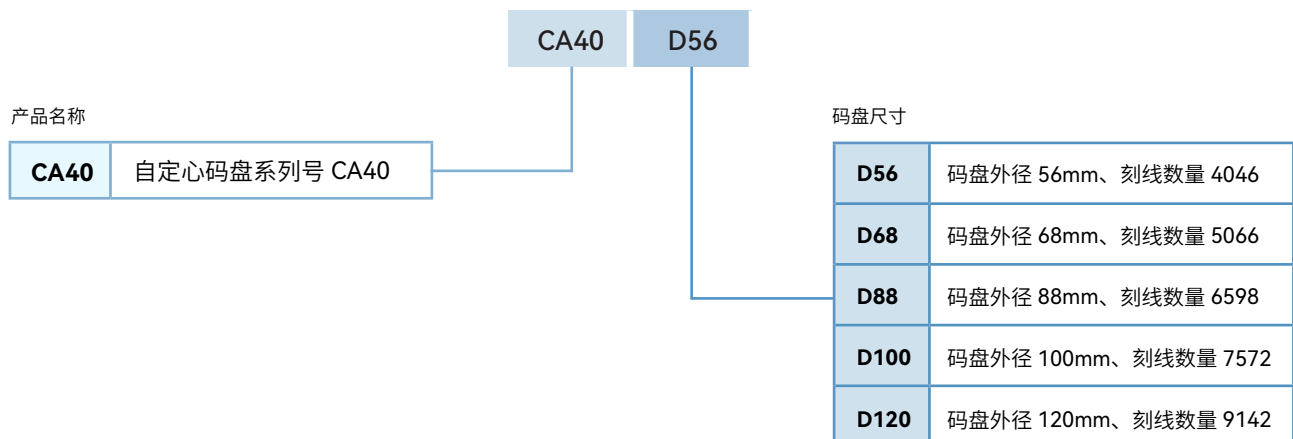 CA40 D56
产品名称
CA40 自定心码盘系列号 CA40
码盘尺寸
D56 码盘外径 56mm、刻线数量 4046
D68 码盘外径 68mm、刻线数量 5066
D88 码盘外径 88mm、刻线数量 6598
D100 码盘外径 100mm、刻线数量 7572
D120 码盘外径 120mm、刻线数量 9142